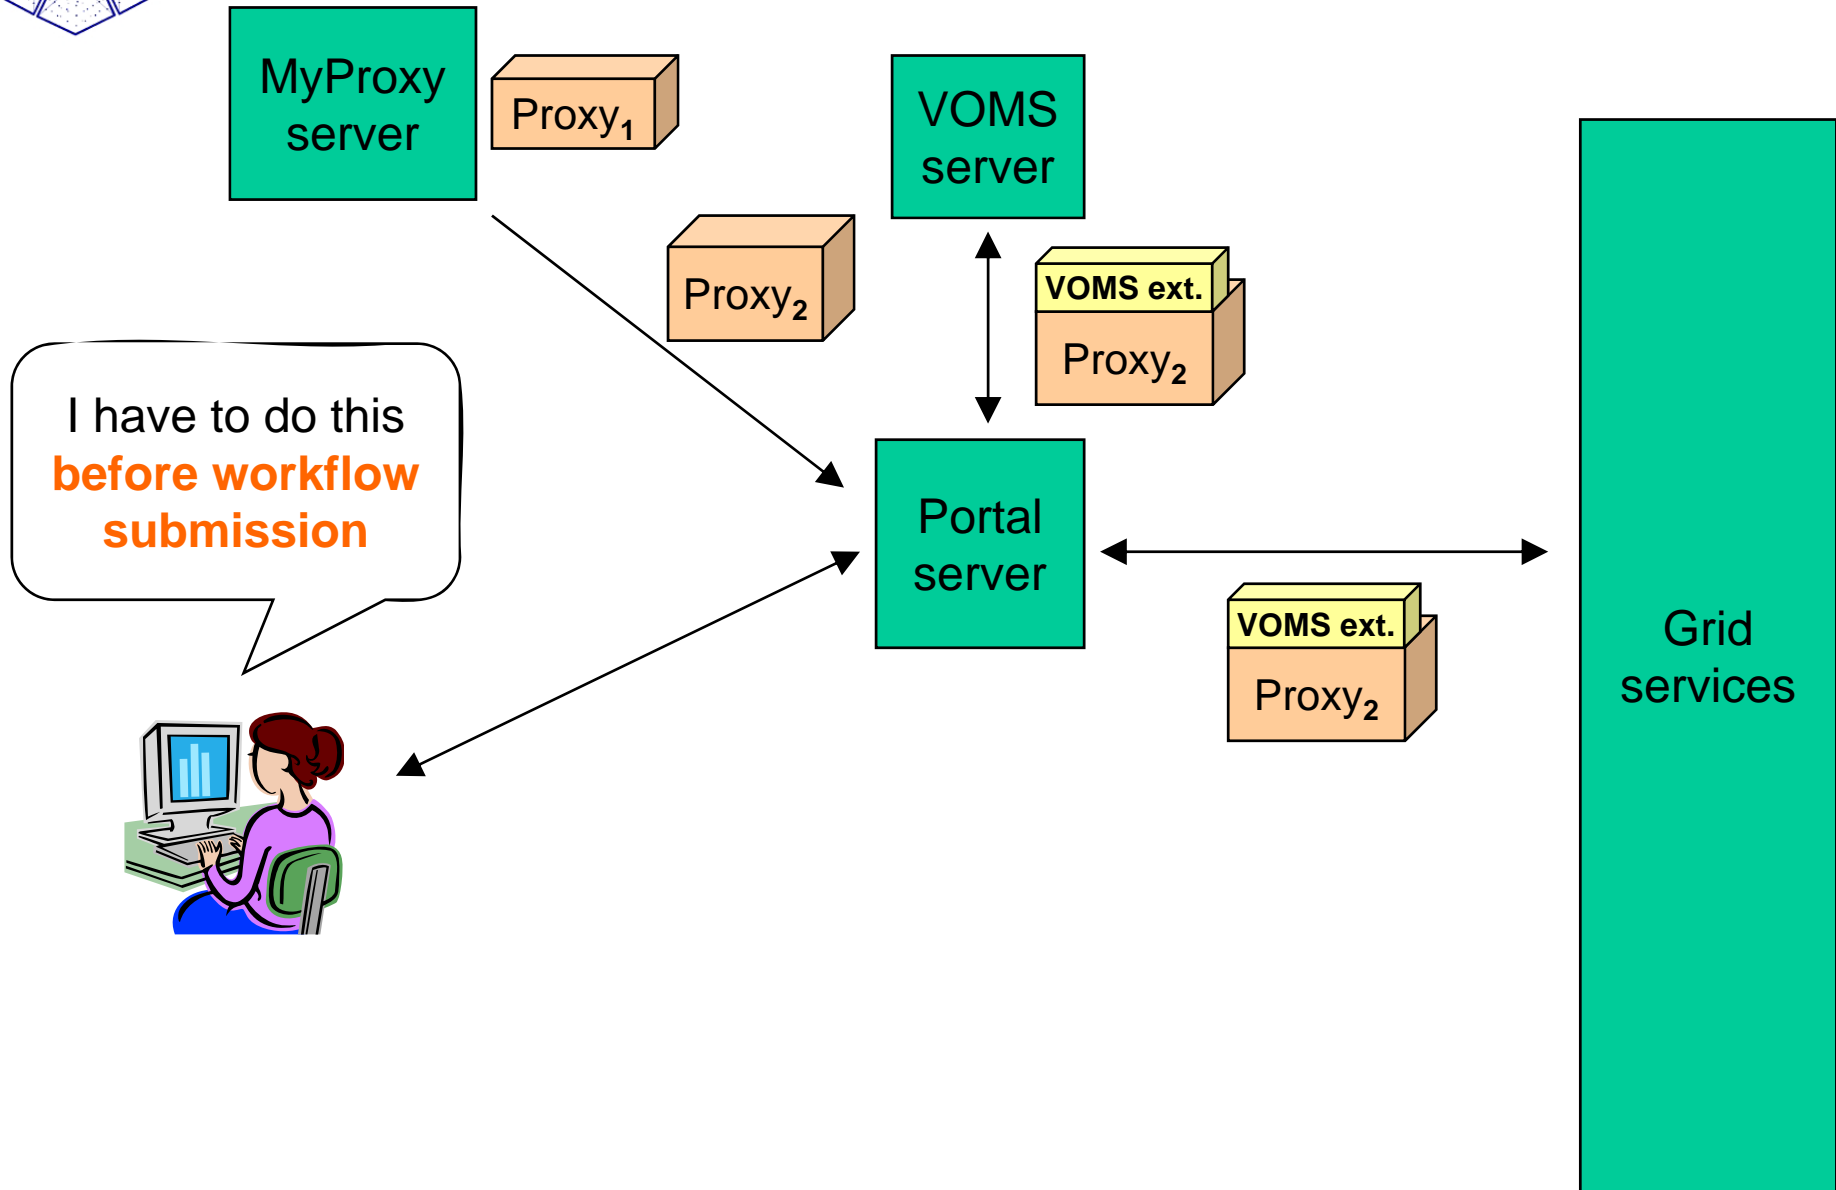 MyProxy
server
Proxy1
VOMS
server
Proxy2
VOMS ext.
Proxy2
I have to do this
before workflow
submission
Portal
server
VOMS ext.
Proxy2
Grid
services